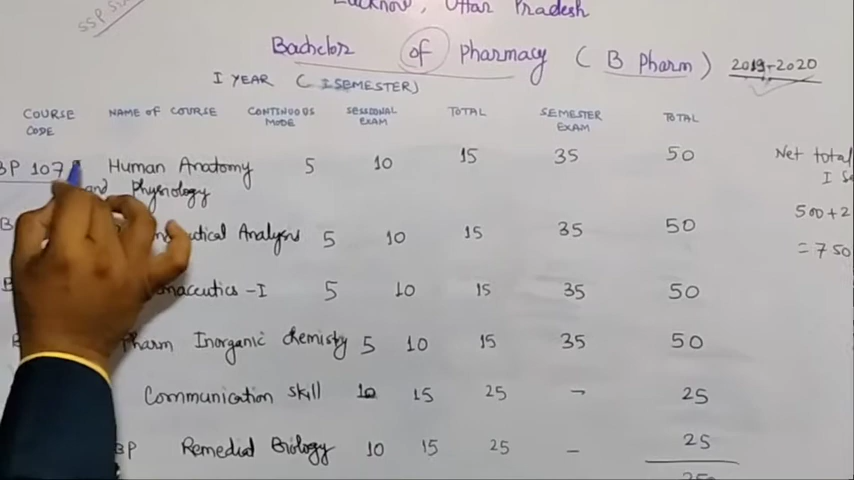 Lucknow, Uttar Pradesh
Bachelor of Pharmacy ( B Pharm ) 2019-2020
I YEAR ( I SEMESTER)
COURSE CODE NAME OF COURSE CONTINUOUS MODE SESSIONAL EXAM TOTAL SEMESTER EXAM TOTAL
BP 107 Human Anatomy and Physiology 5 10 15 35 50
Analysis 5 10 15 35 50
-I 5 10 15 35 50
Pharm Inorganic chemistry 5 10 15 35 50
Communication skill 10 15 25 - 25
BP Remedial Biology 10 15 25 - 25
Net total
I
500+2
= 750